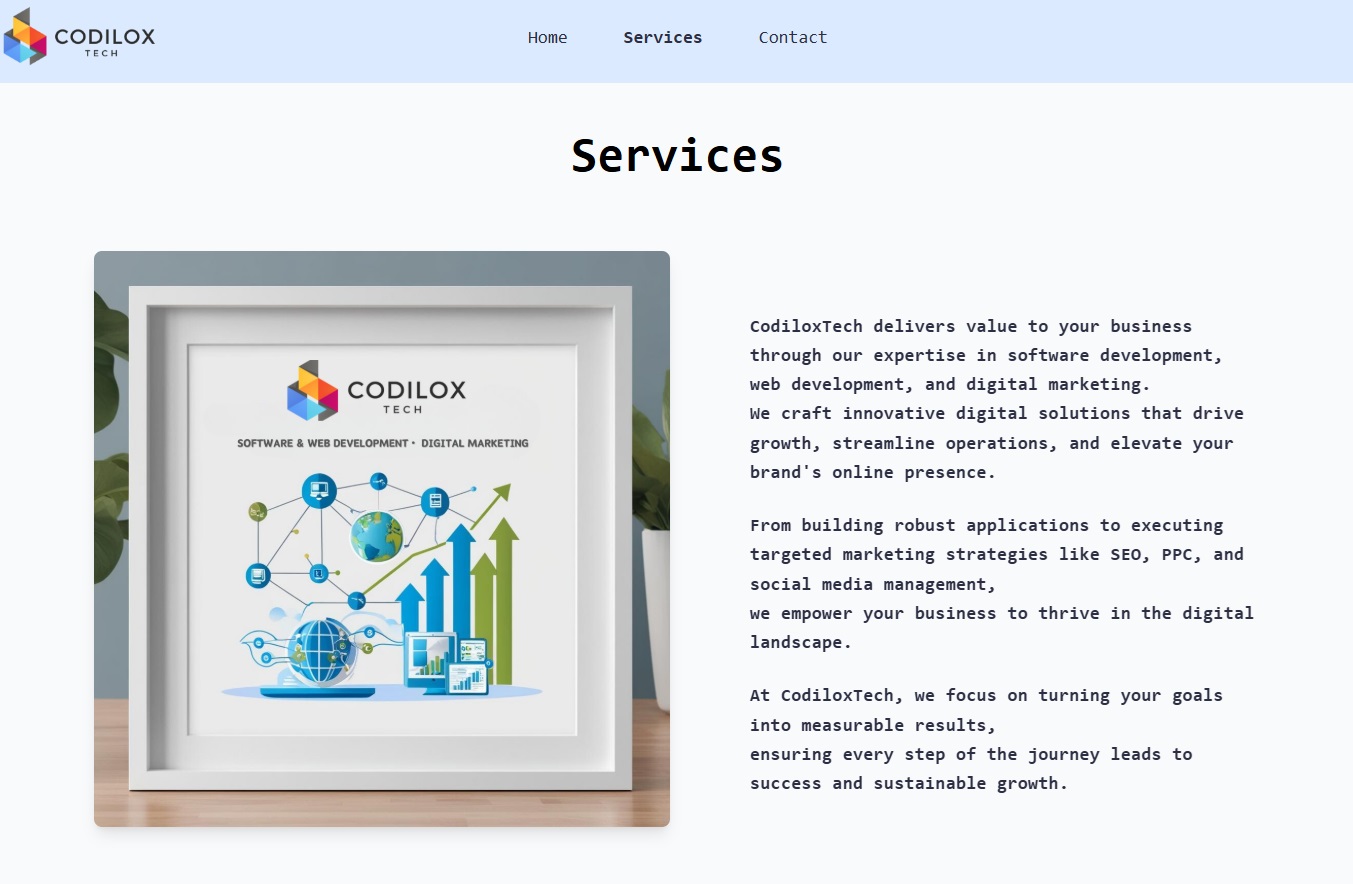 CODILOX
TECH
Home
Services
Contact
Services
CODILOX
TECH
SOFTWARE & WEB DEVELOPMENT • DIGITAL MARKETING
CodiloxTech delivers value to your business
through our expertise in software development,
web development, and digital marketing.
We craft innovative digital solutions that drive
growth, streamline operations, and elevate your
brand's online presence.
From building robust applications to executing
targeted marketing strategies like SEO, PPC, and
social media management,
we empower your business to thrive in the digital
landscape.
At CodiloxTech, we focus on turning your goals
into measurable results,
ensuring every step of the journey leads to
success and sustainable growth.